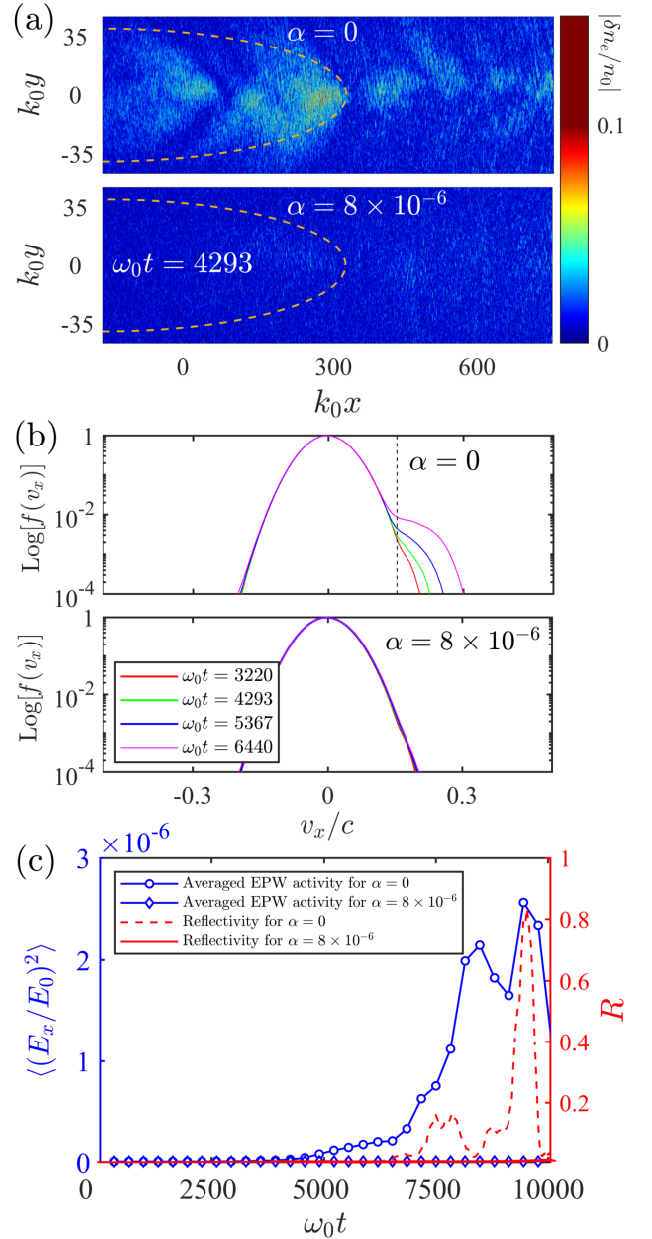 (a)
α = 0
35
k₀y
0
-35
α = 8 × 10⁻⁶
35
k₀y
0
-35
ω₀t = 4293
0
300
600
k₀x
|δnₑ/n₀|
0.1
0
(b)
1
α = 0
Log[f(vₓ)]
10⁻²
10⁻⁴
1
α = 8 × 10⁻⁶
Log[f(vₓ)]
10⁻²
10⁻⁴
ω₀t = 3220
ω₀t = 4293
ω₀t = 5367
ω₀t = 6440
-0.3
0
0.3
vₓ/c
(c)
×10⁻⁶
3
2
1
0
⟨(Eₓ/E₀)²⟩
Averaged EPW activity for α = 0
Averaged EPW activity for α = 8 × 10⁻⁶
Reflectivity for α = 0
Reflectivity for α = 8 × 10⁻⁶
1
0.8
0.6
0.4
0.2
R
0
2500
5000
7500
10000
ω₀t